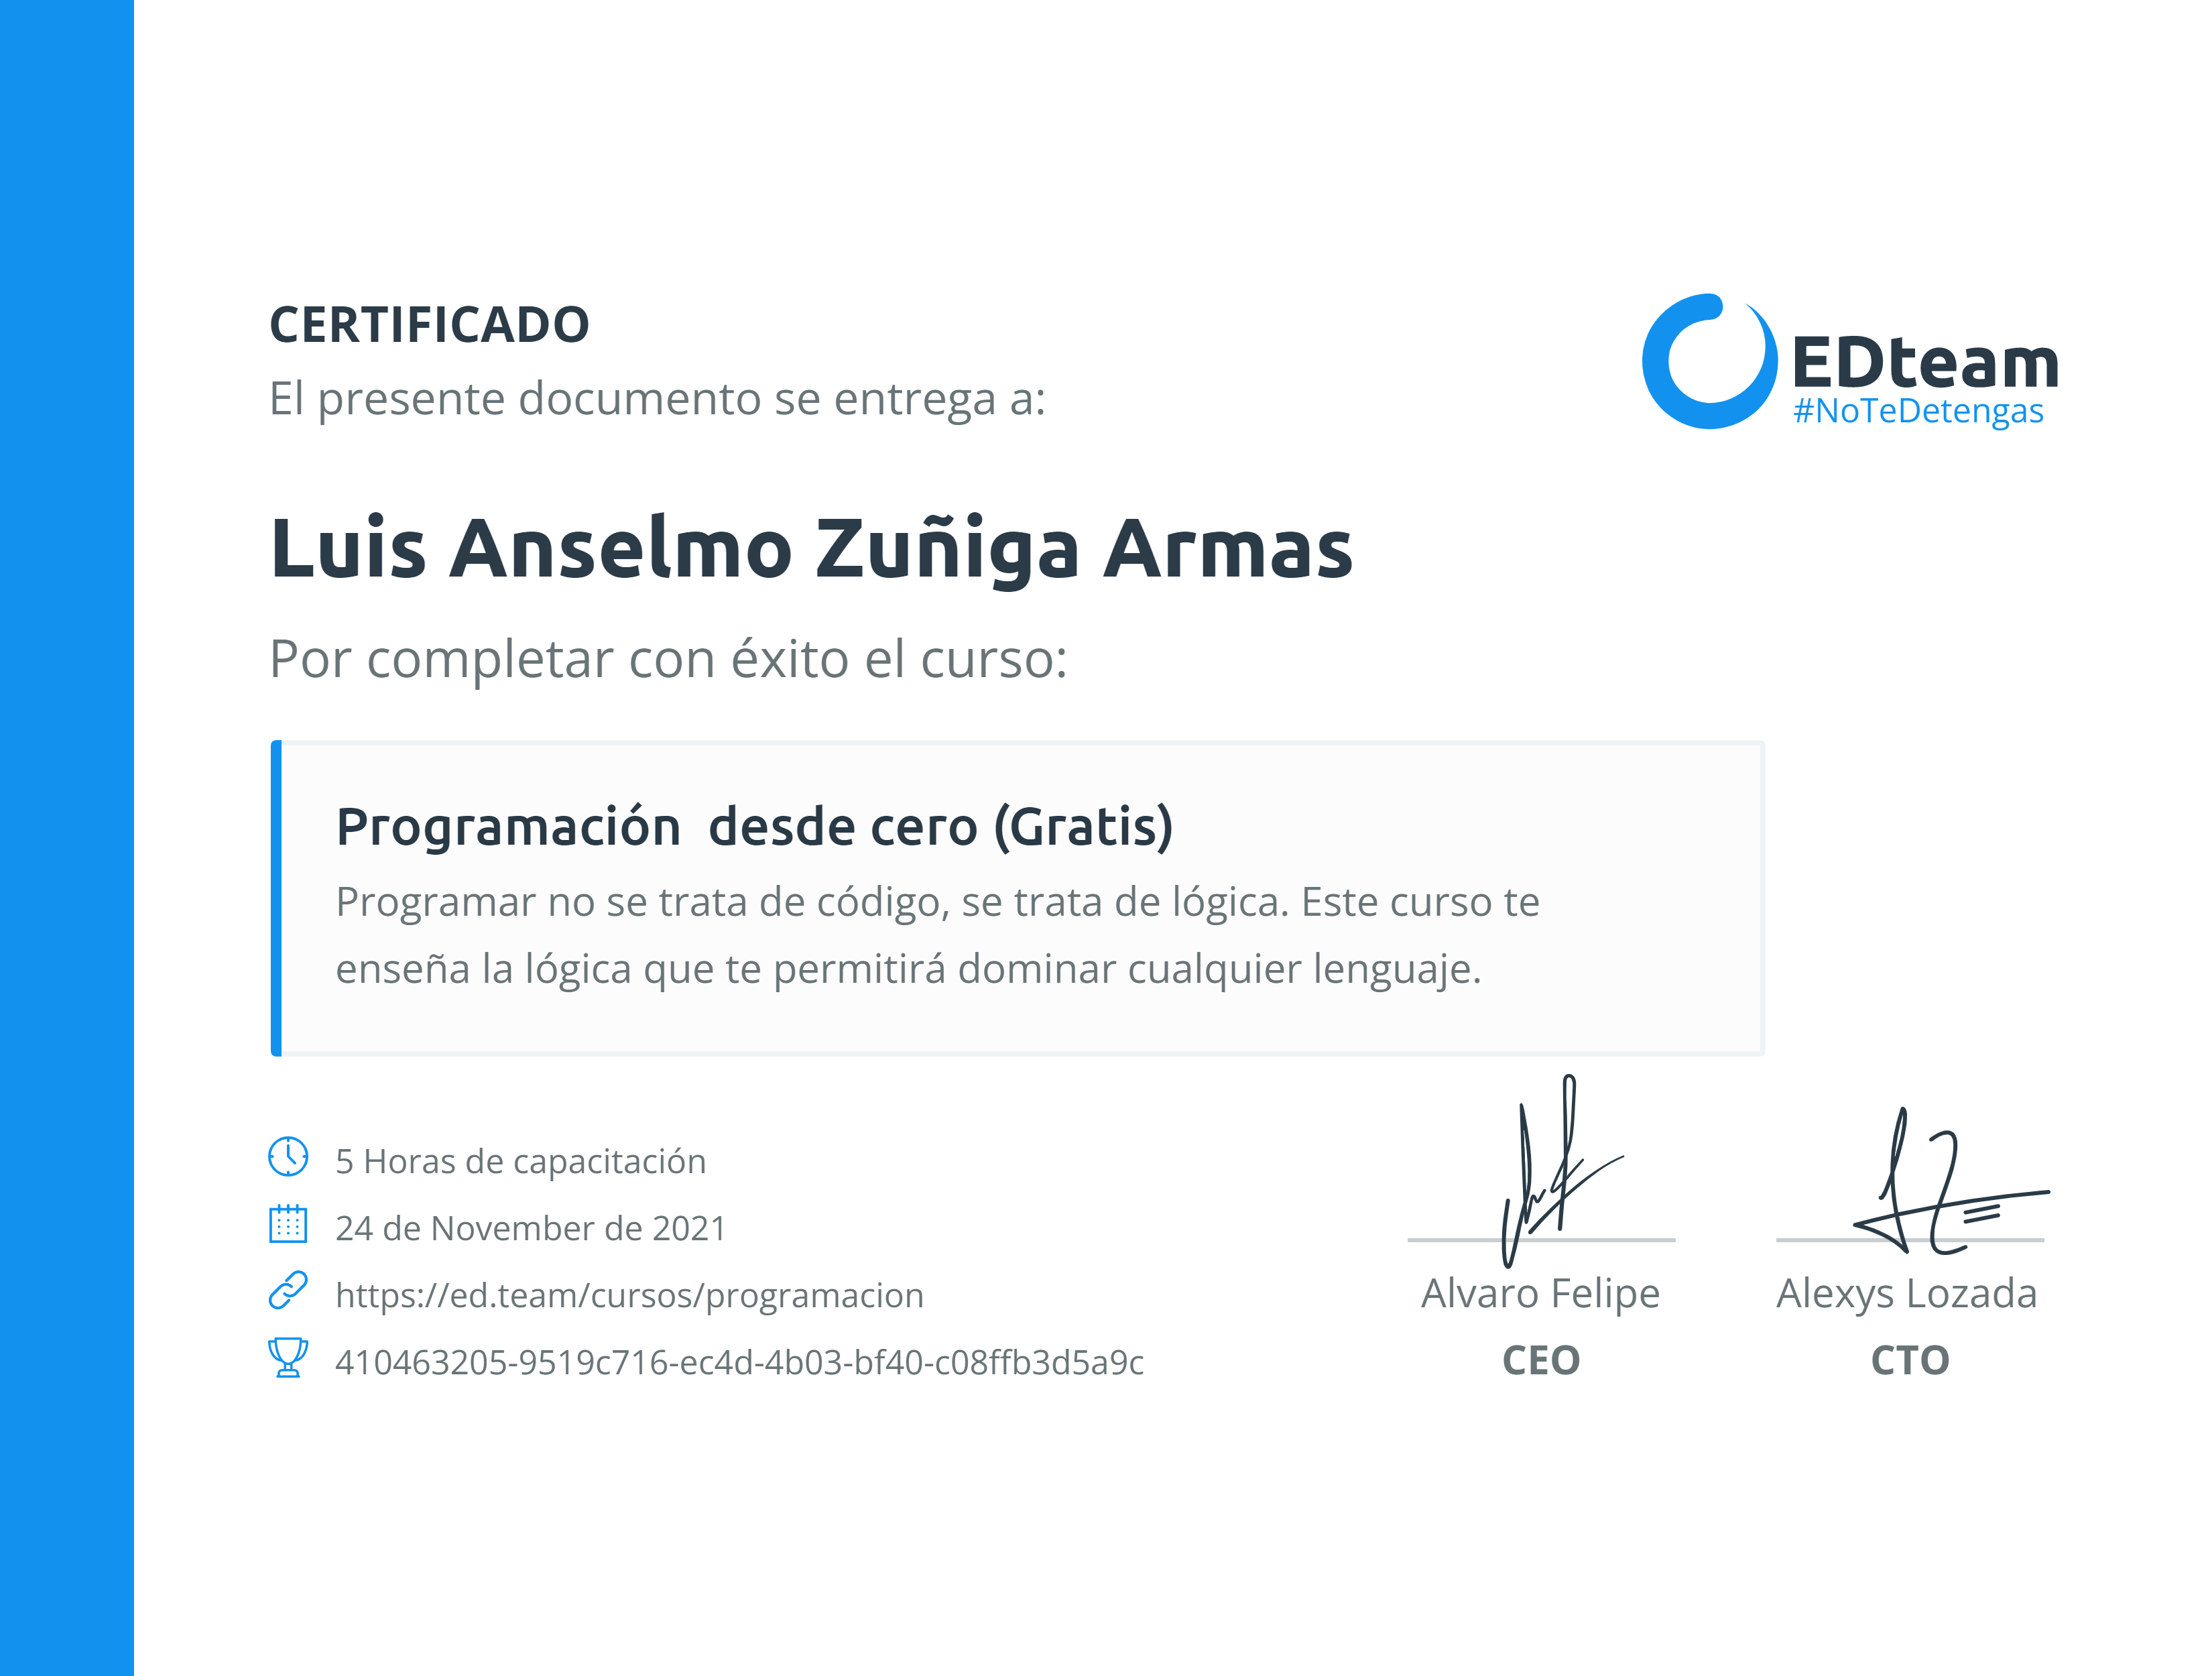 CERTIFICADO
El presente documento se entrega a:
EDteam
#NoTeDetengas
Luis Anselmo Zuñiga Armas
Por completar con éxito el curso:
Programación  desde cero (Gratis)
Programar no se trata de código, se trata de lógica. Este curso te
enseña la lógica que te permitirá dominar cualquier lenguaje.
5 Horas de capacitación
24 de November de 2021
https://ed.team/cursos/programacion
410463205-9519c716-ec4d-4b03-bf40-c08ffb3d5a9c
Alvaro Felipe
CEO
Alexys Lozada
CTO